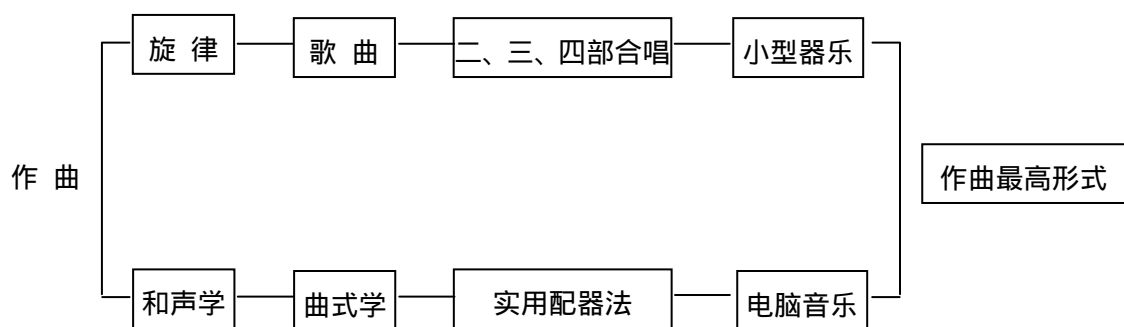 旋 律
歌 曲
二、三、四部合唱
小型器乐
作 曲
作曲最高形式
和声学
曲式学
实用配器法
电脑音乐